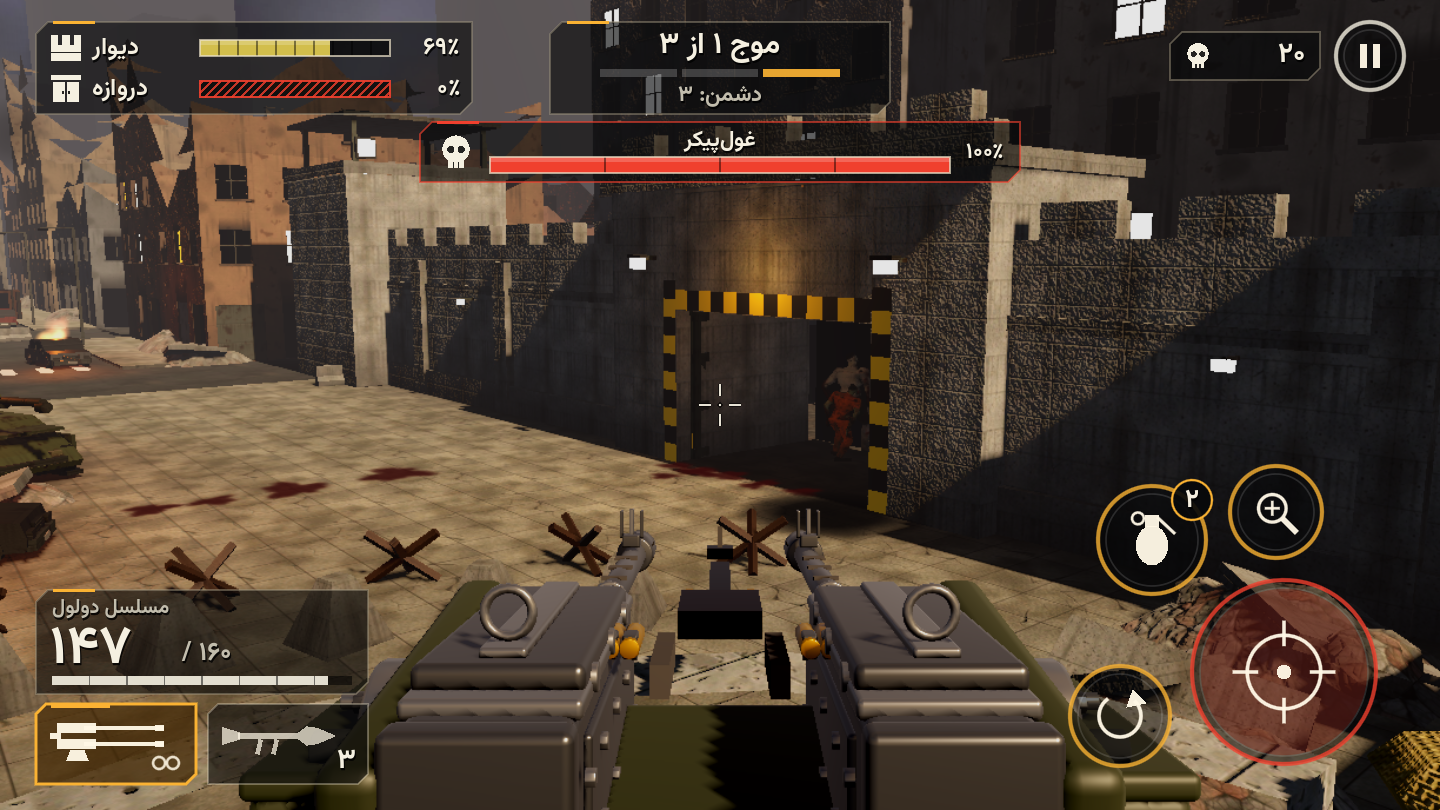 دیوار ۶۹٪
دروازه ۰٪
موج ۱ از ۳
دشمن: ۳
۲۰
غول‌پیکر
۱۰۰٪
۲
مسلسل دولول
۱۴۷ / ۱۶۰
∞
۳